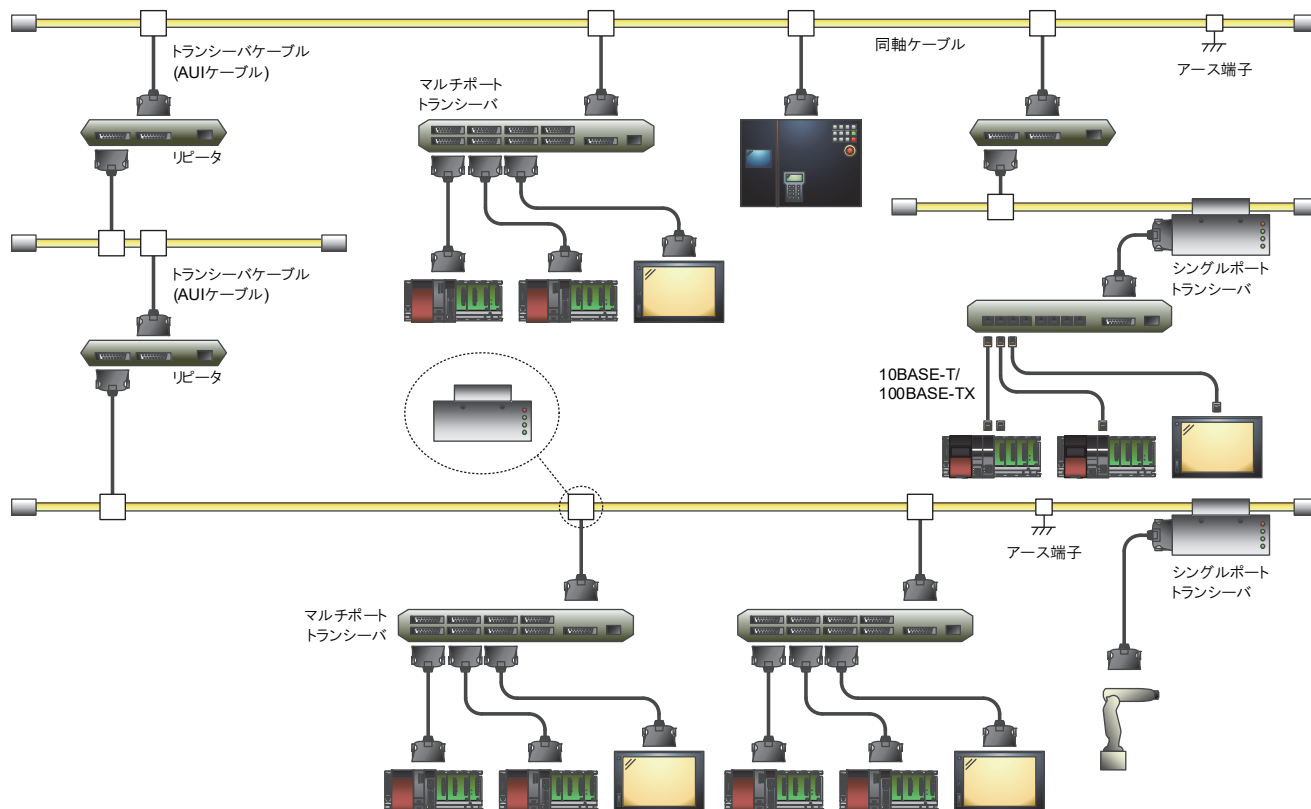 トランシーバケーブル
(AUIケーブル)
同軸ケーブル
アース端子
マルチポート
トランシーバ
リピータ
トランシーバケーブル
(AUIケーブル)
シングルポート
トランシーバ
リピータ
10BASE-T/
100BASE-TX
アース端子
シングルポート
トランシーバ
マルチポート
トランシーバ